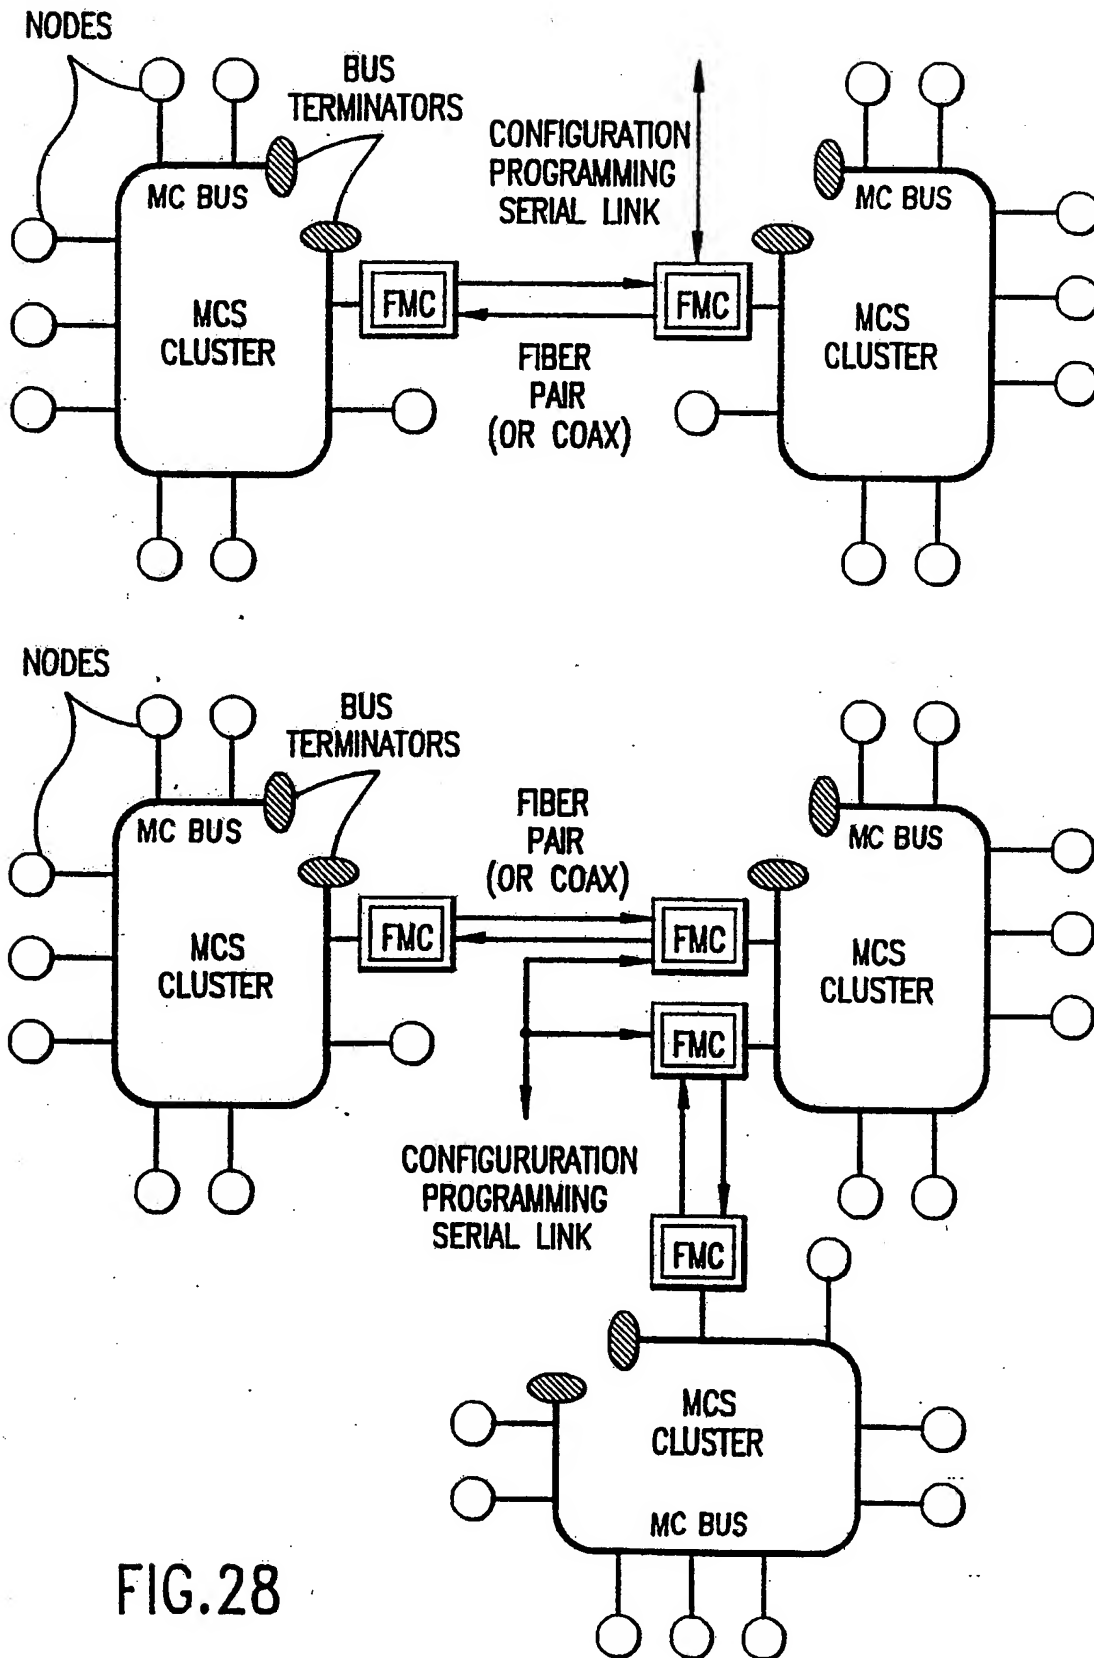 NODES
BUS
TERMINATORS
CONFIGURATION
PROGRAMMING
SERIAL LINK
MC BUS
MC BUS
MCS
CLUSTER
FMC
FMC
MCS
CLUSTER
FIBER
PAIR
(OR COAX)
NODES
BUS
TERMINATORS
FIBER
PAIR
(OR COAX)
MC BUS
MC BUS
MCS
CLUSTER
FMC
FMC
MCS
CLUSTER
FMC
CONFIGURURATION
PROGRAMMING
SERIAL LINK
FMC
MCS
CLUSTER
MC BUS
FIG.28